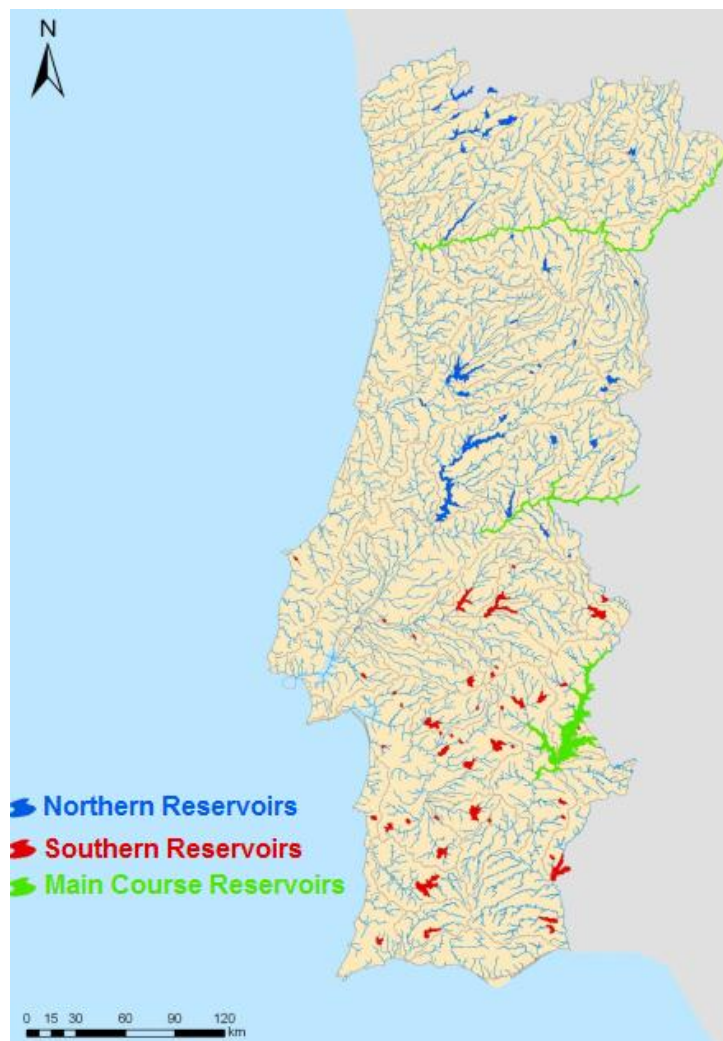 N
Northern Reservoirs
Southern Reservoirs
Main Course Reservoirs
0 15 30 60 90 120
km